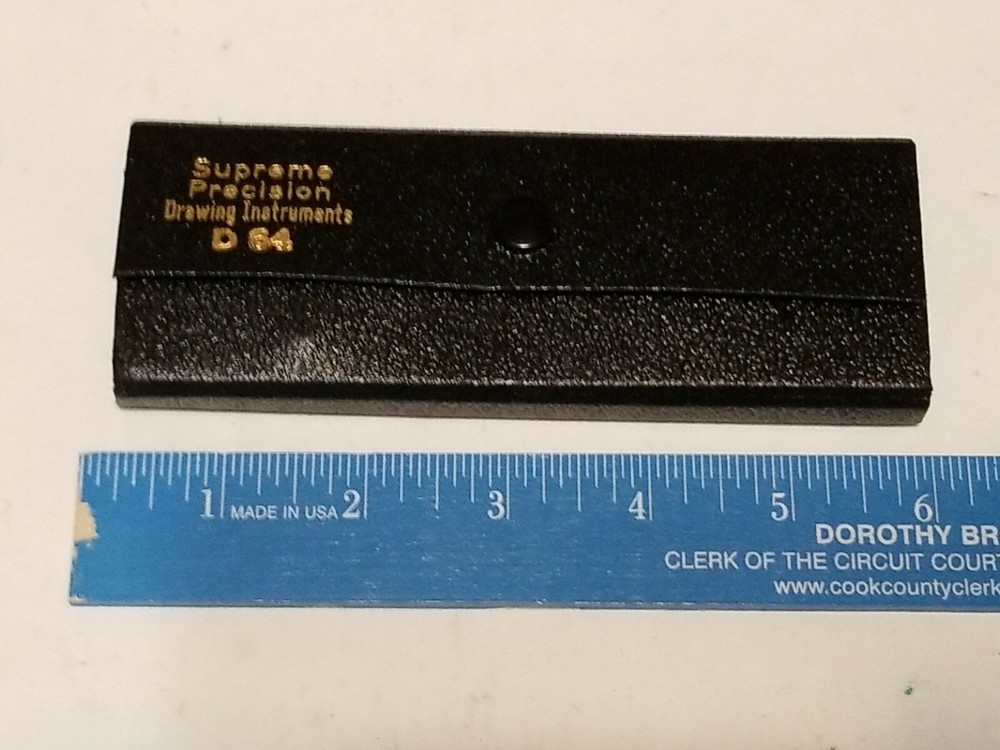 Supreme
Precision
Drawing Instruments
D 64
1 MADE IN USA 2 3 4 5 6
DOROTHY BR
CLERK OF THE CIRCUIT COURT
www.cookcountyclerk